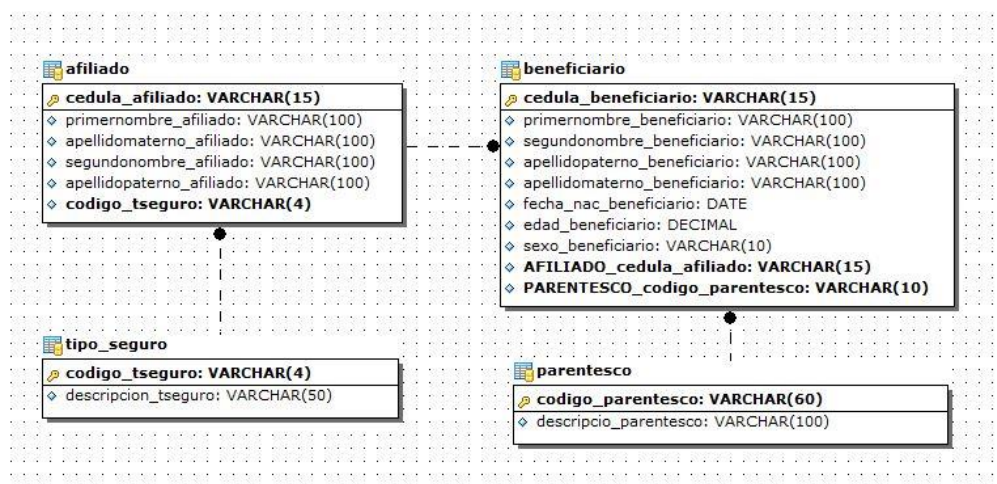 afiliado
cedula_afiliado: VARCHAR(15)
primernombre_afiliado: VARCHAR(100)
apellidomaterno_afiliado: VARCHAR(100)
segundonombre_afiliado: VARCHAR(100)
apellidopaterno_afiliado: VARCHAR(100)
codigo_tseguro: VARCHAR(4)
beneficiario
cedula_beneficiario: VARCHAR(15)
primernombre_beneficiario: VARCHAR(100)
segundonombre_beneficiario: VARCHAR(100)
apellidopaterno_beneficiario: VARCHAR(100)
apellidomaterno_beneficiario: VARCHAR(100)
fecha_nac_beneficiario: DATE
edad_beneficiario: DECIMAL
sexo_beneficiario: VARCHAR(10)
AFILIADO_cedula_afiliado: VARCHAR(15)
PARENTESCO_codigo_parentesco: VARCHAR(10)
tipo_seguro
codigo_tseguro: VARCHAR(4)
descripcion_tseguro: VARCHAR(50)
parentesco
codigo_parentesco: VARCHAR(60)
descripcio_parentesco: VARCHAR(100)